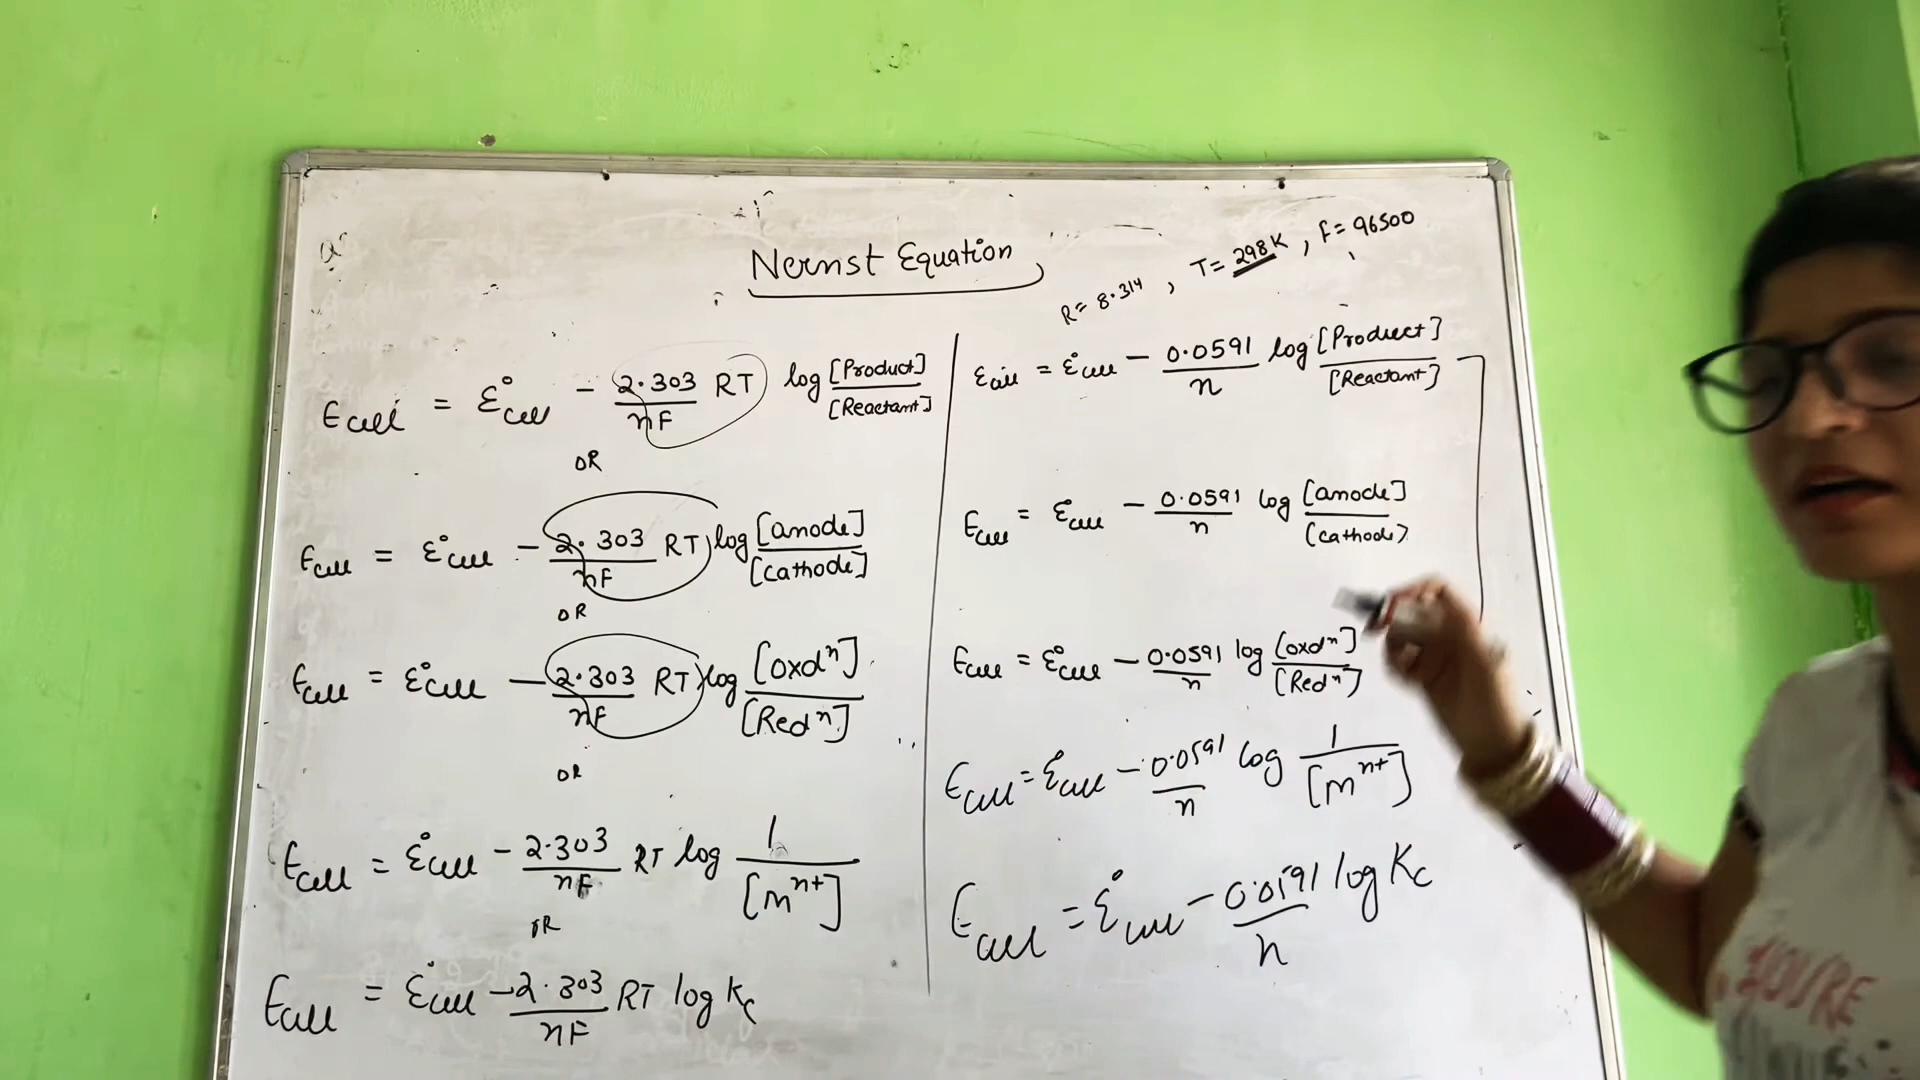 Nernst Equation
R= 8.314 , T= 298K , F= 96500
Ecell = E°cell - 2.303 RT/nF log [Product]/[Reactant]
OR
Ecell = E°cell - 2.303 RT/nF log [anode]/[cathode]
OR
Ecell = E°cell - 2.303 RT/nF log [oxdⁿ]/[Redⁿ]
OR
Ecell = E°cell - 2.303/nF RT log 1/[mⁿ⁺]
OR
Ecell = E°cell - 2.303/nF RT log Kc
Ecell = E°cell - 0.0591/n log [Product]/[Reactant]
Ecell = E°cell - 0.0591/n log [anode]/(cathode)
Ecell = E°cell - 0.0591/n log [oxdⁿ]/[Redⁿ]
Ecell = E°cell - 0.0591/n log 1/[mⁿ⁺]
Ecell = E°cell - 0.0591/n log Kc
YOU'RE